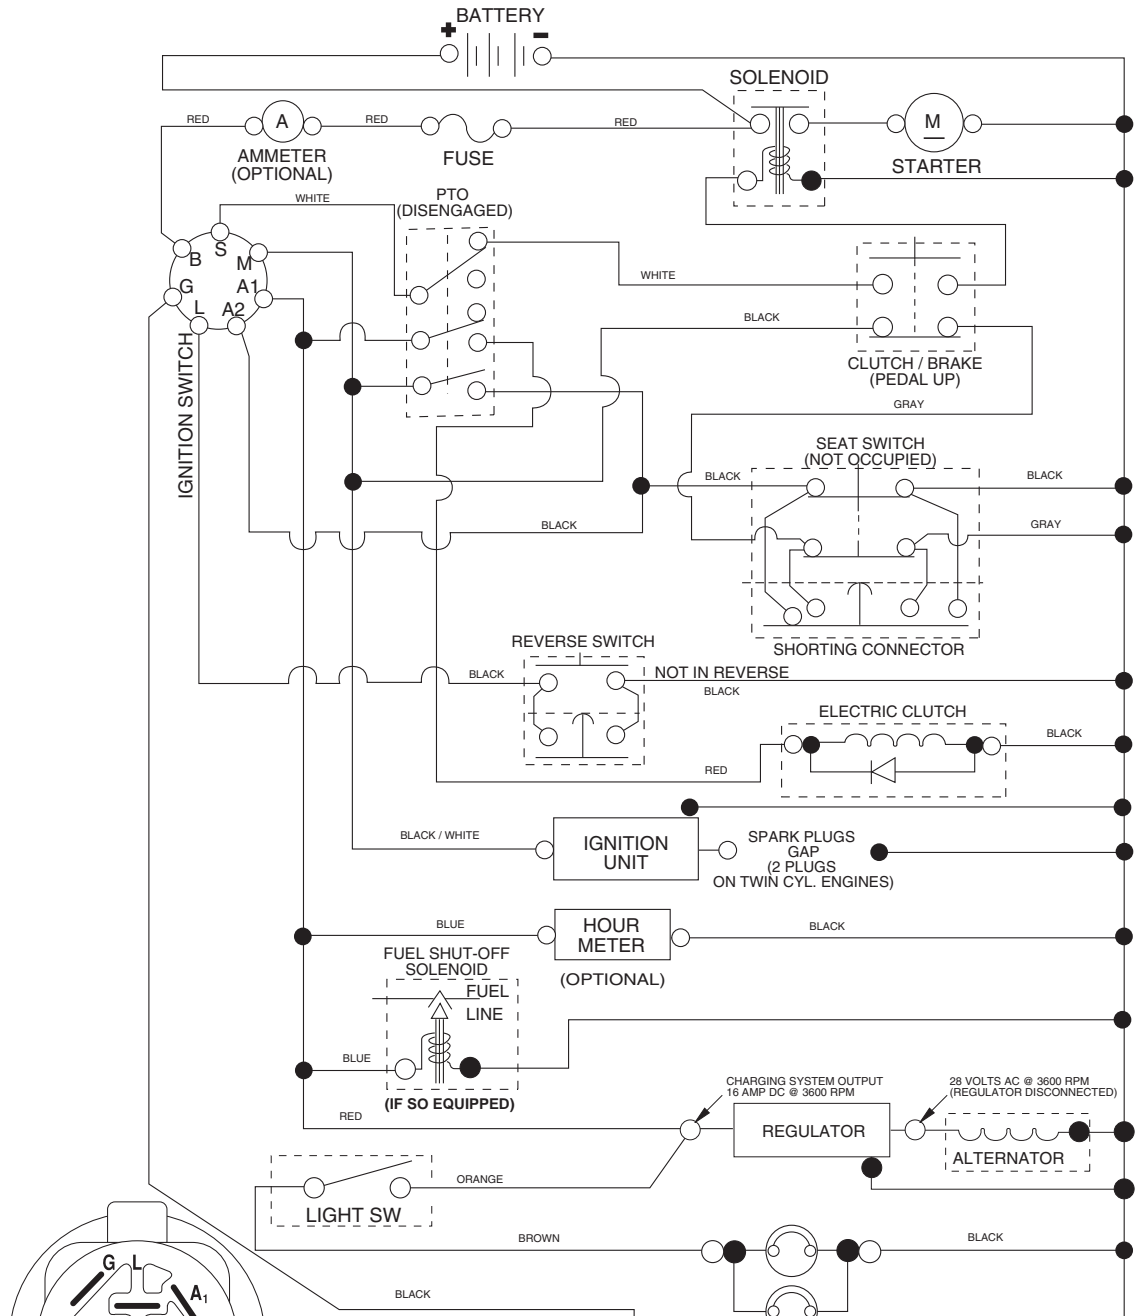 BATTERY
+ −
SOLENOID
RED
A
RED
RED
M
AMMETER
(OPTIONAL)
FUSE
STARTER
PTO
(DISENGAGED)
WHITE
S
B
M
G
A1
L
A2
IGNITION SWITCH
WHITE
BLACK
CLUTCH / BRAKE
(PEDAL UP)
GRAY
SEAT SWITCH
(NOT OCCUPIED)
BLACK
BLACK
BLACK
GRAY
SHORTING CONNECTOR
REVERSE SWITCH
BLACK
NOT IN REVERSE
BLACK
ELECTRIC CLUTCH
BLACK
RED
BLACK / WHITE
IGNITION
UNIT
SPARK PLUGS
GAP
(2 PLUGS
ON TWIN CYL. ENGINES)
BLUE
HOUR
METER
BLACK
(OPTIONAL)
FUEL SHUT-OFF
SOLENOID
FUEL
LINE
BLUE
(IF SO EQUIPPED)
RED
CHARGING SYSTEM OUTPUT
16 AMP DC @ 3600 RPM
28 VOLTS AC @ 3600 RPM
(REGULATOR DISCONNECTED)
REGULATOR
ALTERNATOR
ORANGE
LIGHT SW
BROWN
BLACK
G L
A1
BLACK